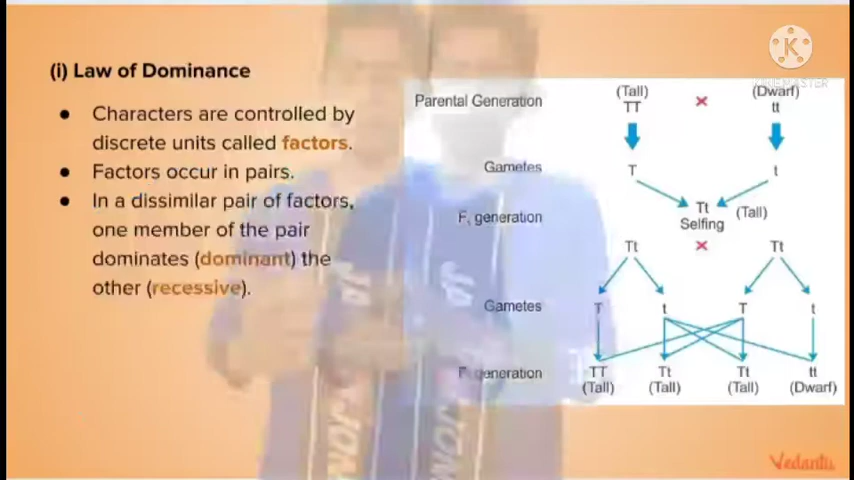 (i) Law of Dominance
● Characters are controlled by
discrete units called factors.
● Factors occur in pairs.
● In a dissimilar pair of factors,
one member of the pair
dominates (dominant) the
other (recessive).
(Tall) (Dwarf)
Parental Generation TT × tt
Gametes T t
F₁ generation Tt (Tall)
Selfing
Tt × Tt
Gametes T t T t
generation TT Tt Tt tt
(Tall) (Tall) (Tall) (Dwarf)
K
KINEMASTER
Vedantu